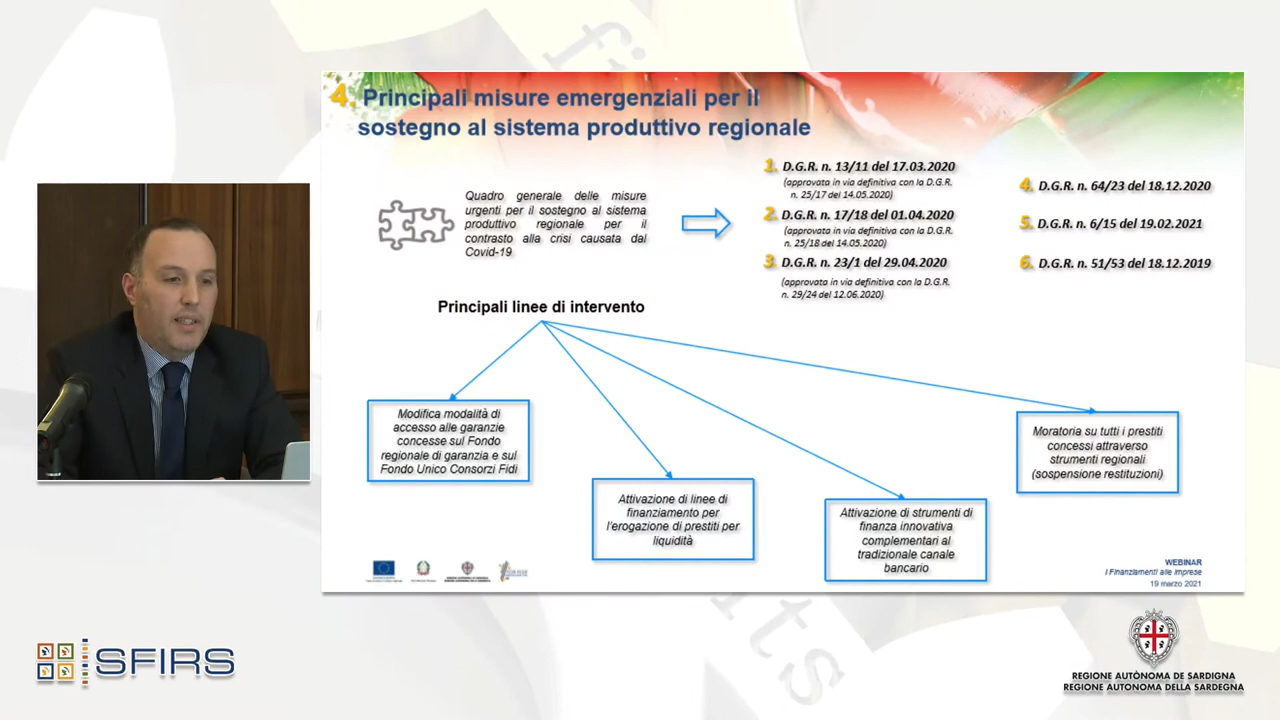 4. Principali misure emergenziali per il
sostegno al sistema produttivo regionale
Quadro generale delle misure
urgenti per il sostegno al sistema
produttivo regionale per il
contrasto alla crisi causata dal
Covid-19
1. D.G.R. n. 13/11 del 17.03.2020
(approvata in via definitiva con la D.G.R.
n. 25/17 del 14.05.2020)
2. D.G.R. n. 17/18 del 01.04.2020
(approvata in via definitiva con la D.G.R.
n. 25/18 del 14.05.2020)
3. D.G.R. n. 23/1 del 29.04.2020
(approvata in via definitiva con la D.G.R.
n. 29/24 del 12.06.2020)
4. D.G.R. n. 64/23 del 18.12.2020
5. D.G.R. n. 6/15 del 19.02.2021
6. D.G.R. n. 51/53 del 18.12.2019
Principali linee di intervento
Modifica modalità di
accesso alle garanzie
concesse sul Fondo
regionale di garanzia e sul
Fondo Unico Consorzi Fidi
Attivazione di linee di
finanziamento per
l'erogazione di prestiti per
liquidità
Attivazione di strumenti di
finanza innovativa
complementari al
tradizionale canale
bancario
Moratoria su tutti i prestiti
concessi attraverso
strumenti regionali
(sospensione restituzioni)
WEBINAR
I Finanziamenti alle Imprese
19 marzo 2021
SFIRS
REGIONE AUTÒNOMA DE SARDIGNA
REGIONE AUTONOMA DELLA SARDEGNA